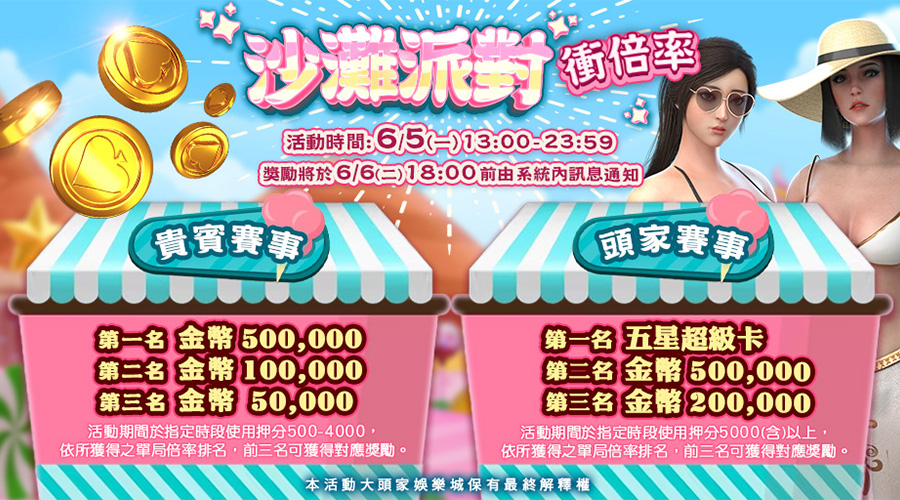 沙灘派對 衝倍率
活動時間: 6/5(一) 13:00-23:59
獎勵將於 6/6(二) 18:00 前由系統內訊息通知
貴賓賽事
第一名 金幣 500,000
第二名 金幣 100,000
第三名 金幣 50,000
活動期間於指定時段使用押分500-4000，
依所獲得之單局倍率排名，前三名可獲得對應獎勵。
頭家賽事
第一名 五星超級卡
第二名 金幣 500,000
第三名 金幣 200,000
活動期間於指定時段使用押分5000(含)以上，
依所獲得之單局倍率排名，前三名可獲得對應獎勵。
本活動大頭家娛樂城保有最終解釋權